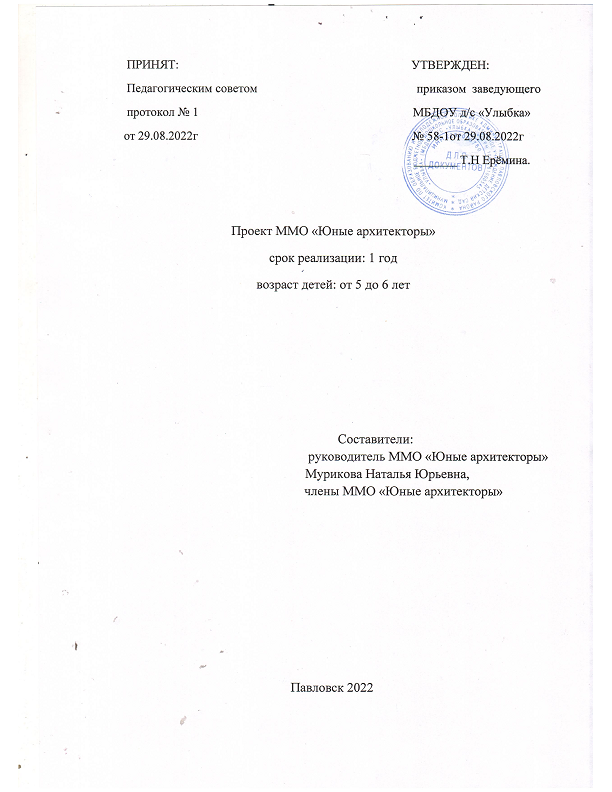 ПРИНЯТ: УТВЕРЖДЕН:
Педагогическим советом приказом заведующего
протокол № 1 МБДОУ д/с «Улыбка»
от 29.08.2022г № 58-1от 29.08.2022г
Т.Н Ерёмина.
ДЛЯ
ДОКУМЕНТОВ
Проект ММО «Юные архитекторы»
срок реализации: 1 год
возраст детей: от 5 до 6 лет
Составители:
руководитель ММО «Юные архитекторы»
Мурикова Наталья Юрьевна,
члены ММО «Юные архитекторы»
Павловск 2022